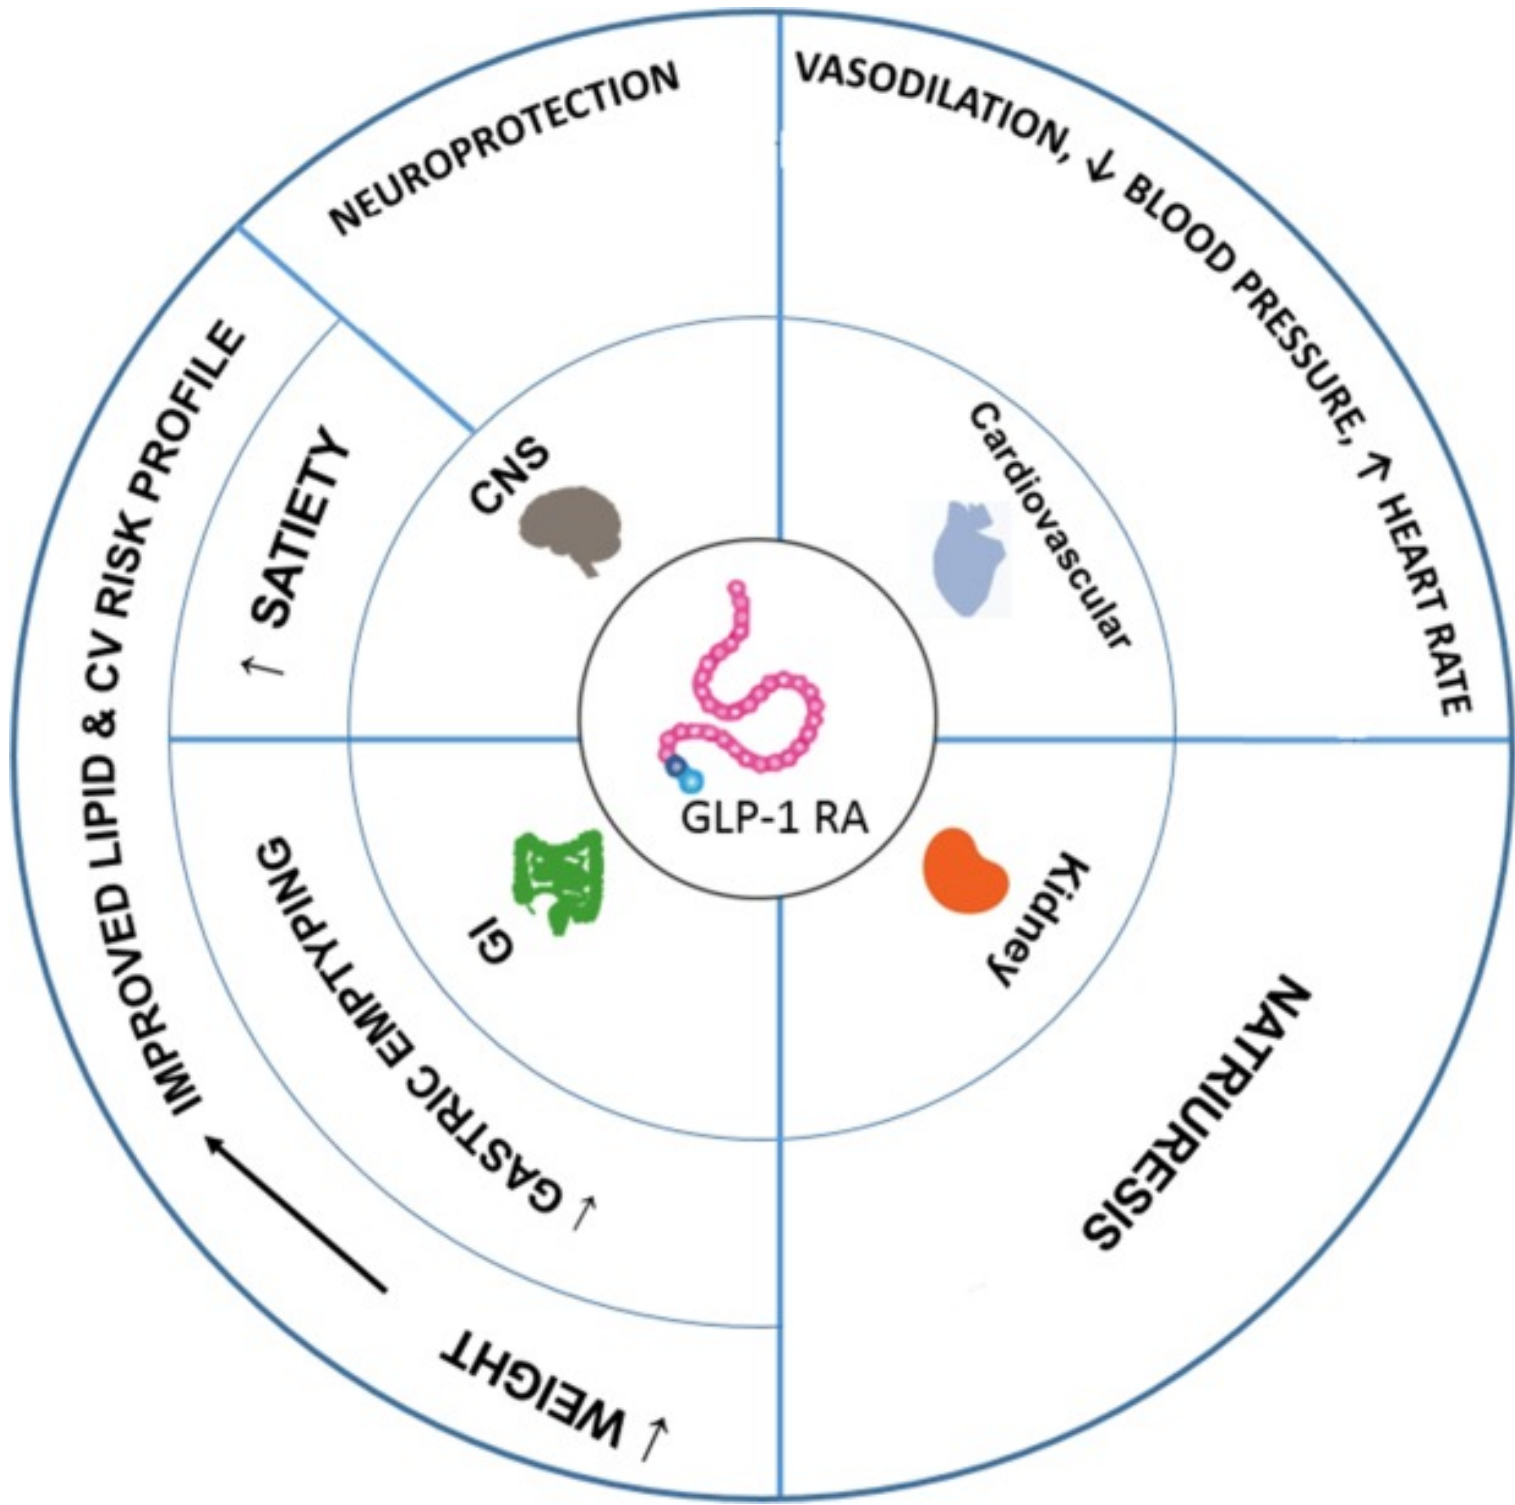 NEUROPROTECTION
VASODILATION, ↓ BLOOD PRESSURE, ↑ HEART RATE
IMPROVED LIPID & CV RISK PROFILE
↑ SATIETY
CNS
Cardiovascular
GLP-1 RA
GI
Kidney
↓ GASTRIC EMPTYING
NATRIURESIS
↓ WEIGHT